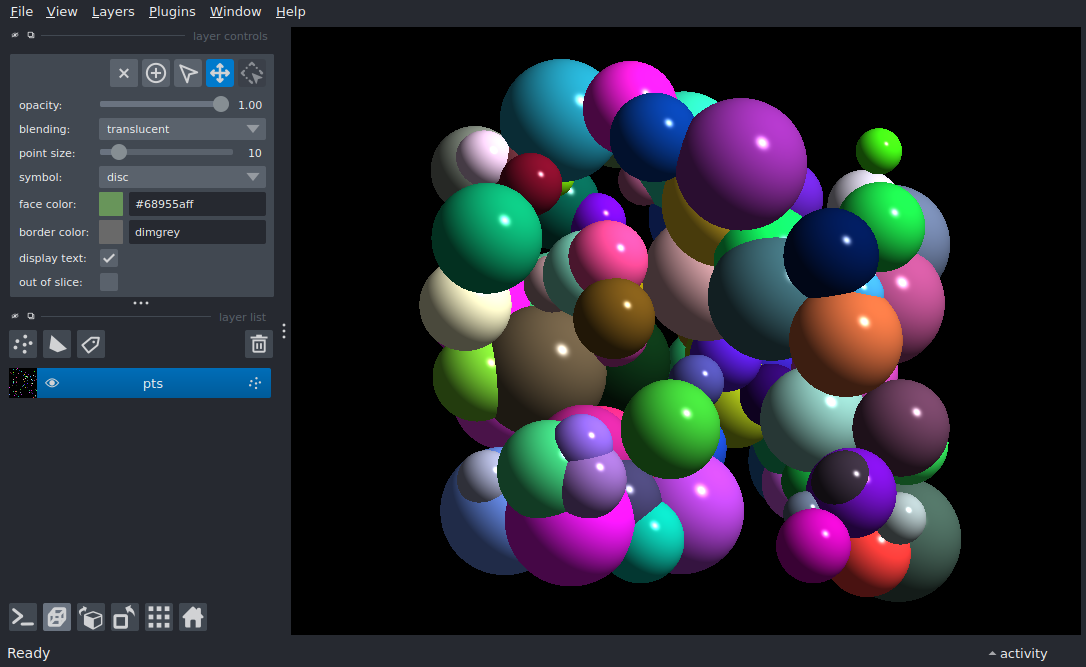 File View Layers Plugins Window Help
layer controls
opacity: 1.00
blending: translucent
point size: 10
symbol: disc
face color: #68955aff
border color: dimgrey
display text:
out of slice:
layer list
pts
Ready
activity